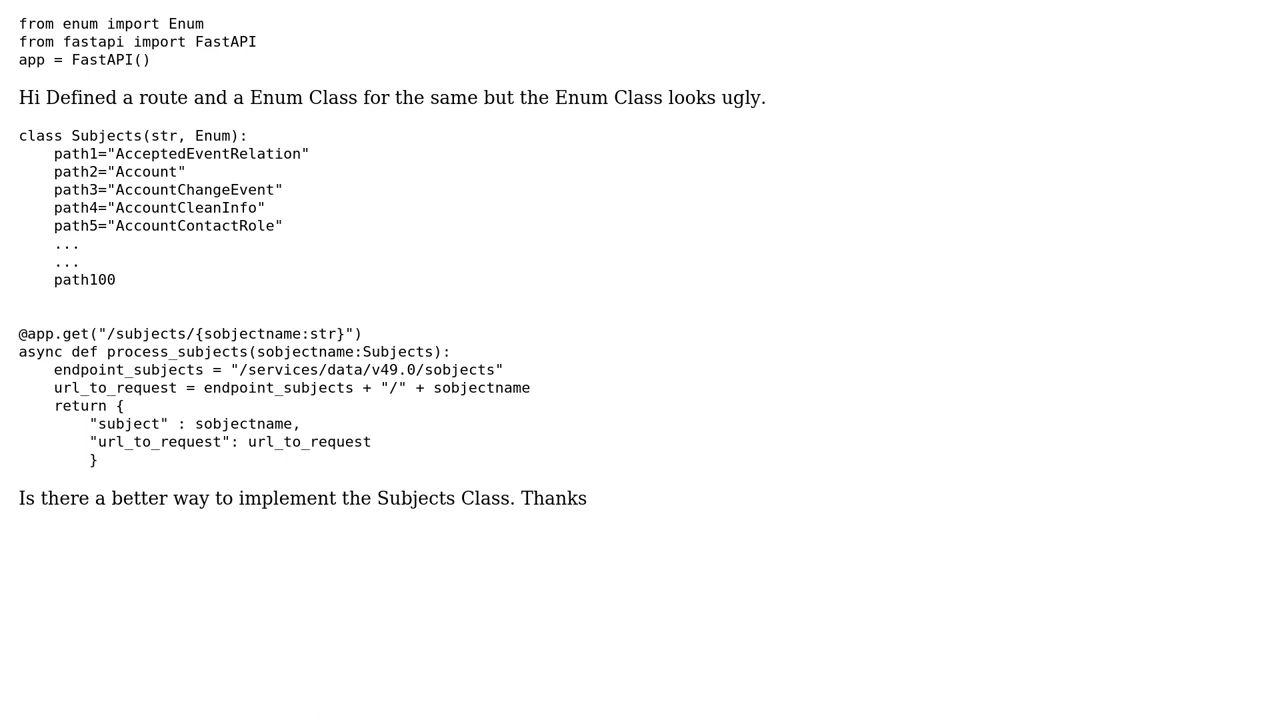 from enum import Enum
from fastapi import FastAPI
app = FastAPI()
Hi Defined a route and a Enum Class for the same but the Enum Class looks ugly.
class Subjects(str, Enum):
    path1="AcceptedEventRelation"
    path2="Account"
    path3="AccountChangeEvent"
    path4="AccountCleanInfo"
    path5="AccountContactRole"
    ...
    ...
    path100
@app.get("/subjects/{sobjectname:str}")
async def process_subjects(sobjectname:Subjects):
    endpoint_subjects = "/services/data/v49.0/sobjects"
    url_to_request = endpoint_subjects + "/" + sobjectname
    return {
        "subject" : sobjectname,
        "url_to_request": url_to_request
        }
Is there a better way to implement the Subjects Class. Thanks